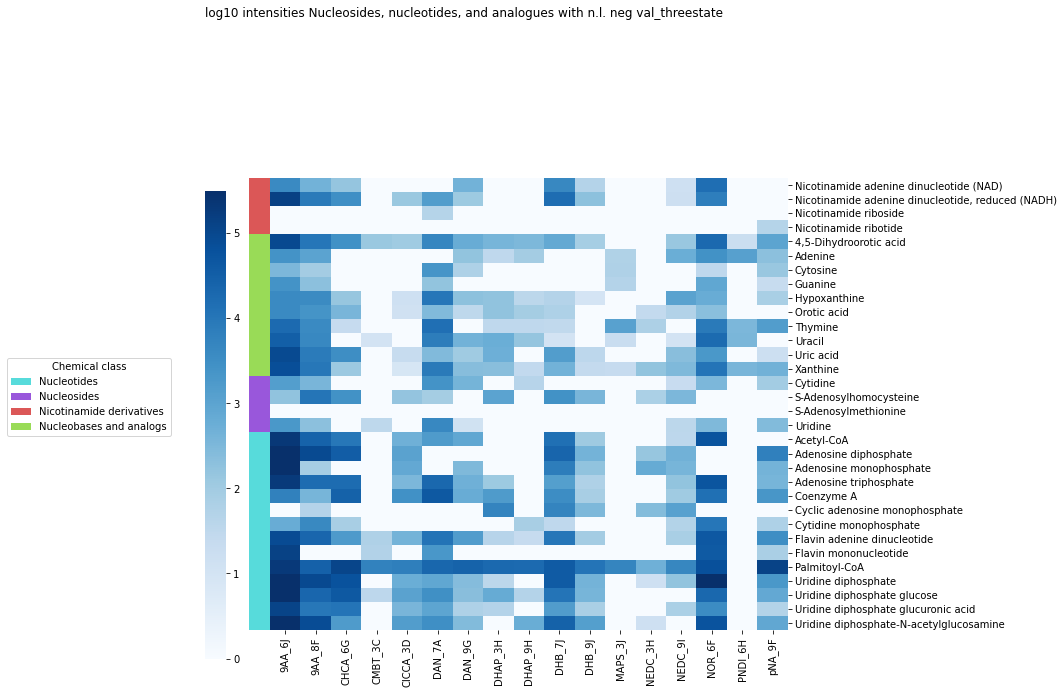 log10 intensities Nucleosides, nucleotides, and analogues with n.l. neg val_threestate
Chemical class
Nucleotides
Nucleosides
Nicotinamide derivatives
Nucleobases and analogs
5
4
3
2
1
0
Nicotinamide adenine dinucleotide (NAD)
Nicotinamide adenine dinucleotide, reduced (NADH)
Nicotinamide riboside
Nicotinamide ribotide
4,5-Dihydroorotic acid
Adenine
Cytosine
Guanine
Hypoxanthine
Orotic acid
Thymine
Uracil
Uric acid
Xanthine
Cytidine
S-Adenosylhomocysteine
S-Adenosylmethionine
Uridine
Acetyl-CoA
Adenosine diphosphate
Adenosine monophosphate
Adenosine triphosphate
Coenzyme A
Cyclic adenosine monophosphate
Cytidine monophosphate
Flavin adenine dinucleotide
Flavin mononucleotide
Palmitoyl-CoA
Uridine diphosphate
Uridine diphosphate glucose
Uridine diphosphate glucuronic acid
Uridine diphosphate-N-acetylglucosamine
9AA_6J
9AA_8F
CHCA_6G
CMBT_3C
ClCCA_3D
DAN_7A
DAN_9G
DHAP_3H
DHAP_9H
DHB_7J
DHB_9J
MAPS_3J
NEDC_3H
NEDC_9I
NOR_6F
PNDI_6H
pNA_9F